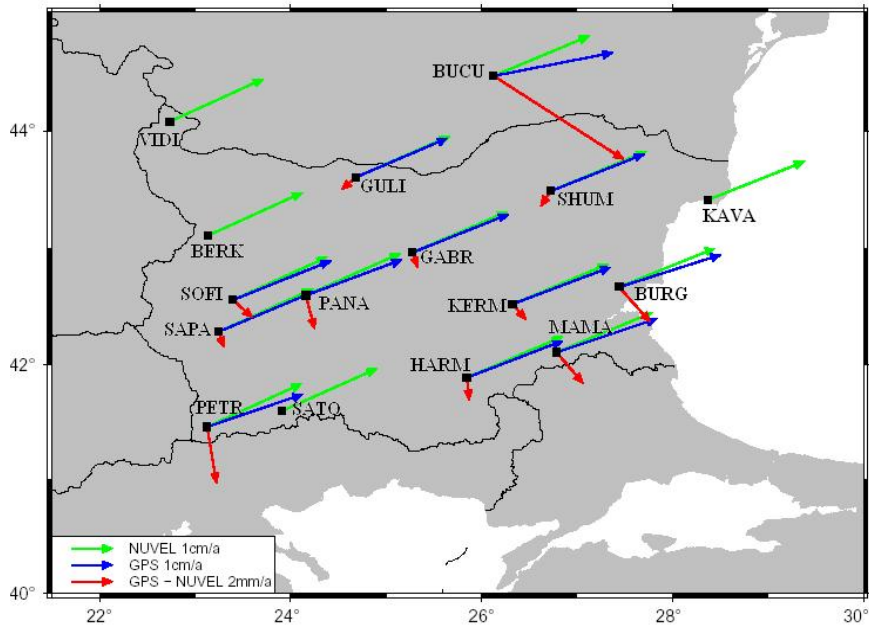 BUCU
44°
VIDI
GULI
SHUM
KAVA
BERK
GABR
SOFI
PANA
KERM
BURG
SAPA
MAMA
42°
HARM
PETR
SATO
NUVEL 1cm/a
GPS 1cm/a
GPS – NUVEL 2mm/a
40°
22°
24°
26°
28°
30°